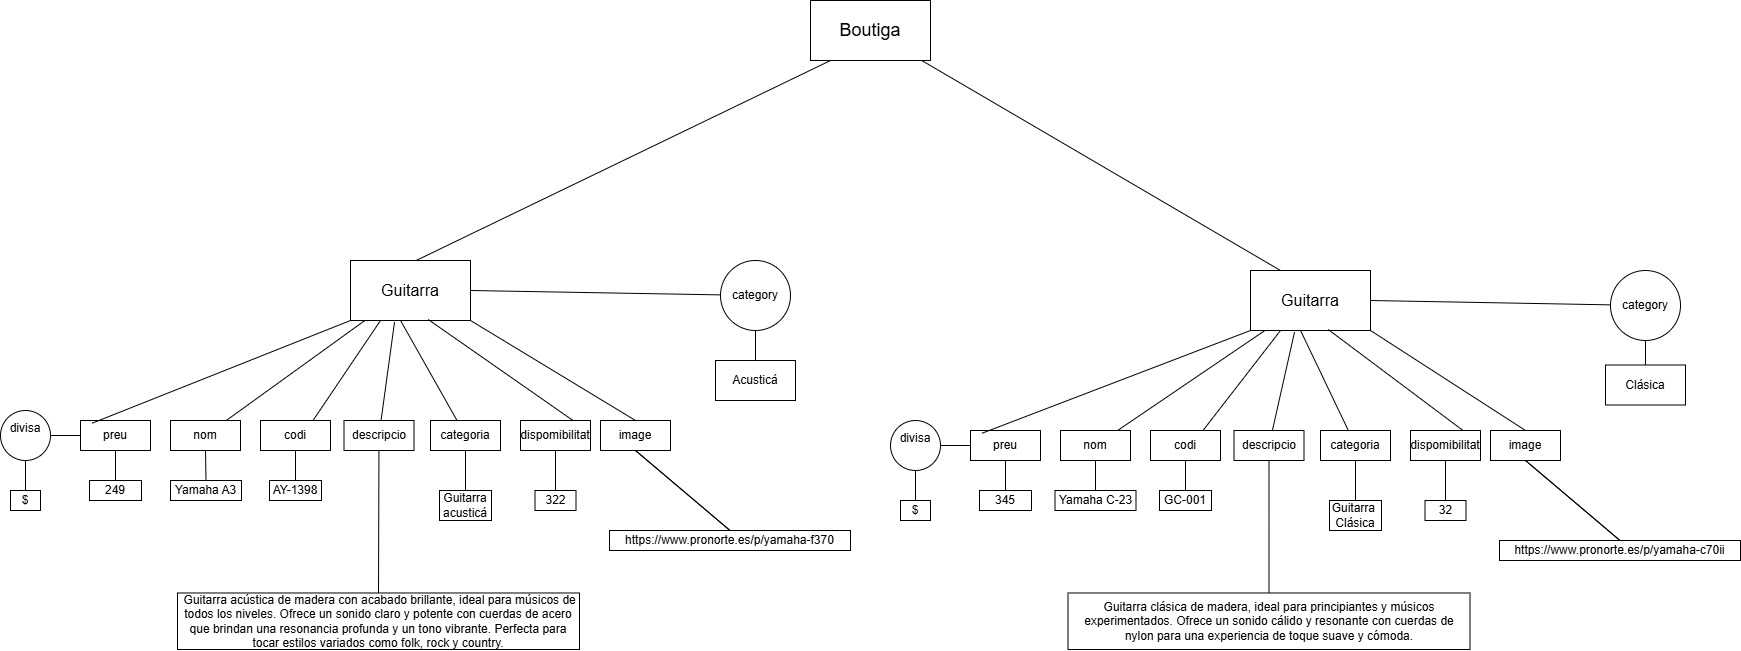 Boutiga
Guitarra
category
Acusticá
divisa
preu
nom
codi
descripcio
categoria
dispomibilitat
image
$
249
Yamaha A3
AY-1398
Guitarra
acusticá
322
https://www.pronorte.es/p/yamaha-f370
Guitarra acústica de madera con acabado brillante, ideal para músicos de
todos los niveles. Ofrece un sonido claro y potente con cuerdas de acero
que brindan una resonancia profunda y un tono vibrante. Perfecta para
tocar estilos variados como folk, rock y country.
Guitarra
category
Clásica
divisa
preu
nom
codi
descripcio
categoria
dispomibilitat
image
$
345
Yamaha C-23
GC-001
Guitarra
Clásica
32
https://www.pronorte.es/p/yamaha-c70ii
Guitarra clásica de madera, ideal para principiantes y músicos
experimentados. Ofrece un sonido cálido y resonante con cuerdas de
nylon para una experiencia de toque suave y cómoda.